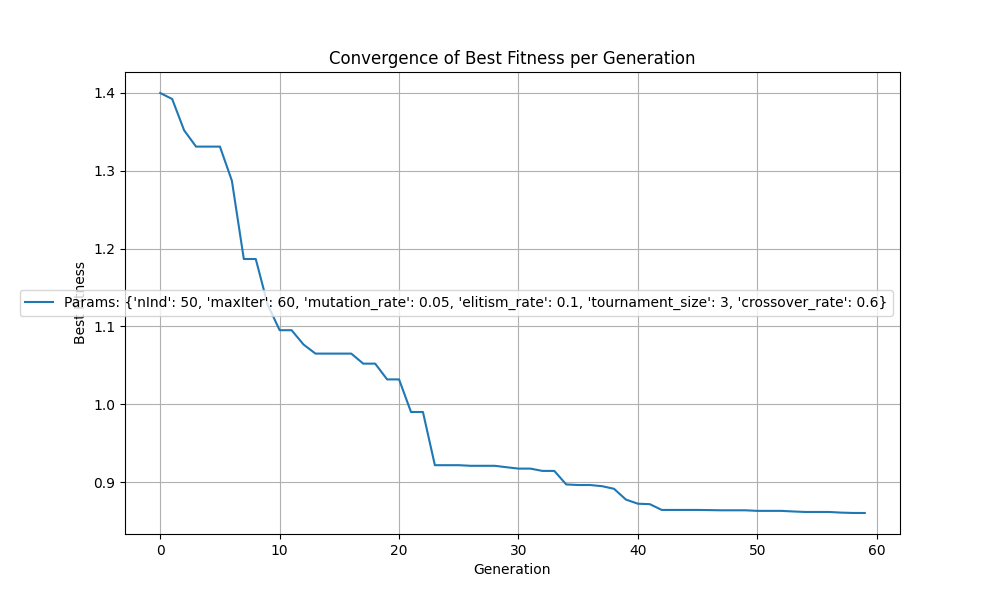 Convergence of Best Fitness per Generation
1.4
1.3
1.2
Params: {'nInd': 50, 'maxIter': 60, 'mutation_rate': 0.05, 'elitism_rate': 0.1, 'tournament_size': 3, 'crossover_rate': 0.6}
Best Fitness
1.1
1.0
0.9
0 10 20 30 40 50 60
Generation